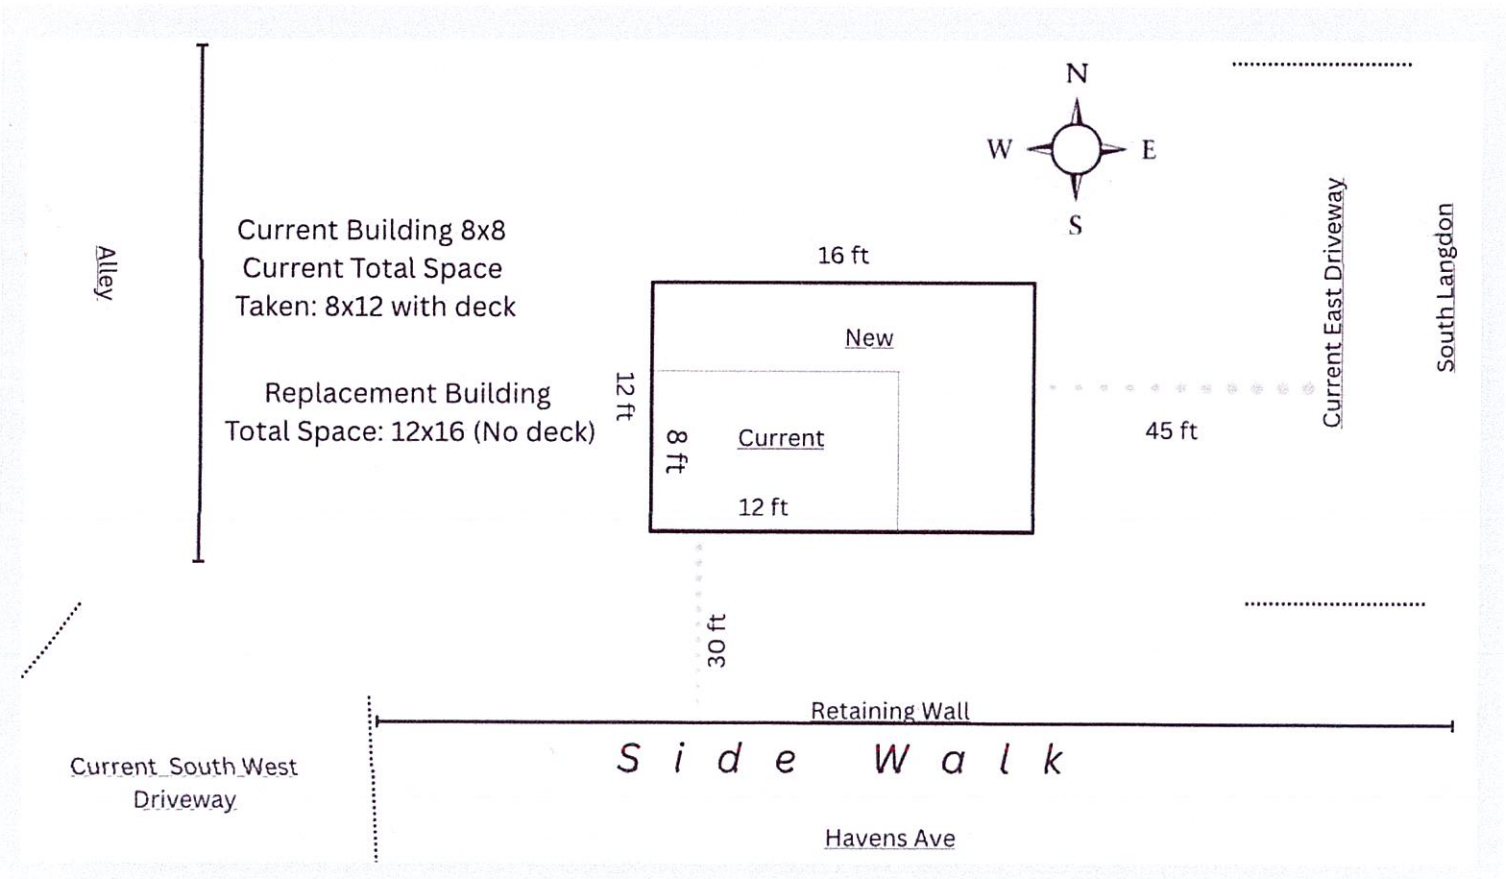 N
W E
S
Alley
Current Building 8x8
Current Total Space
Taken: 8x12 with deck
Replacement Building
Total Space: 12x16 (No deck)
16 ft
New
12 ft
8 ft
Current
12 ft
45 ft
Current East Driveway
South Langdon
30 ft
Retaining Wall
Side Walk
Current South West
Driveway
Havens Ave